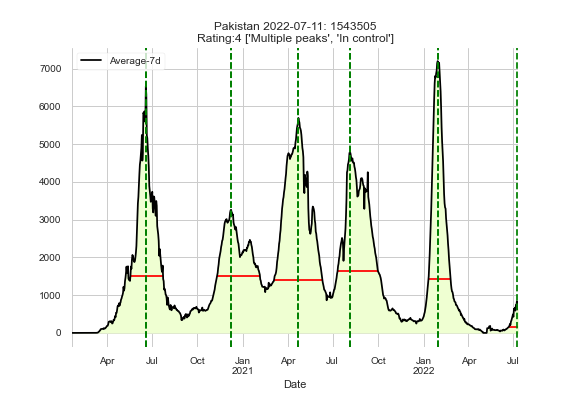 Pakistan 2022-07-11: 1543505
Rating:4 ['Multiple peaks', 'In control']
Average-7d
7000
6000
5000
4000
3000
2000
1000
0
Apr Jul Oct Jan Apr Jul Oct Jan Apr Jul
2021 2022
Date